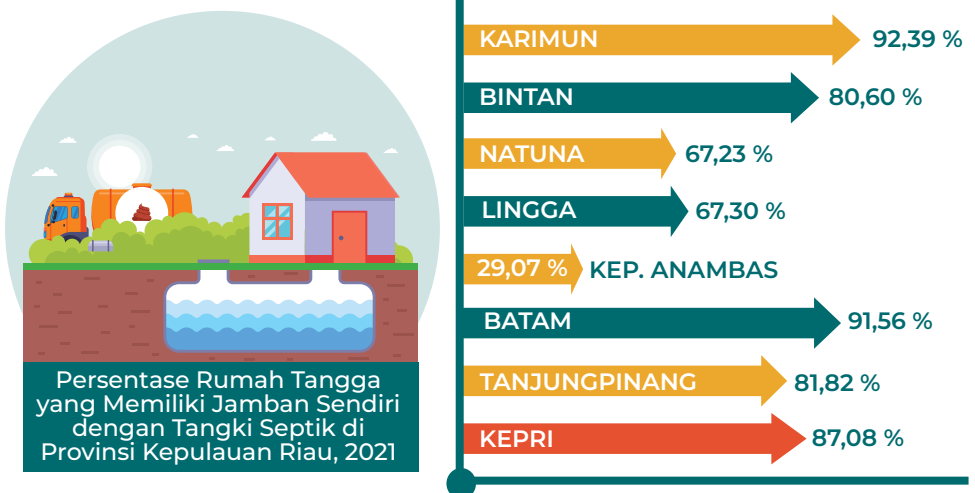 KARIMUN 92,39 %
BINTAN 80,60 %
NATUNA 67,23 %
LINGGA 67,30 %
29,07 % KEP. ANAMBAS
BATAM 91,56 %
TANJUNGPINANG 81,82 %
KEPRI 87,08 %
Persentase Rumah Tangga
yang Memiliki Jamban Sendiri
dengan Tangki Septik di
Provinsi Kepulauan Riau, 2021